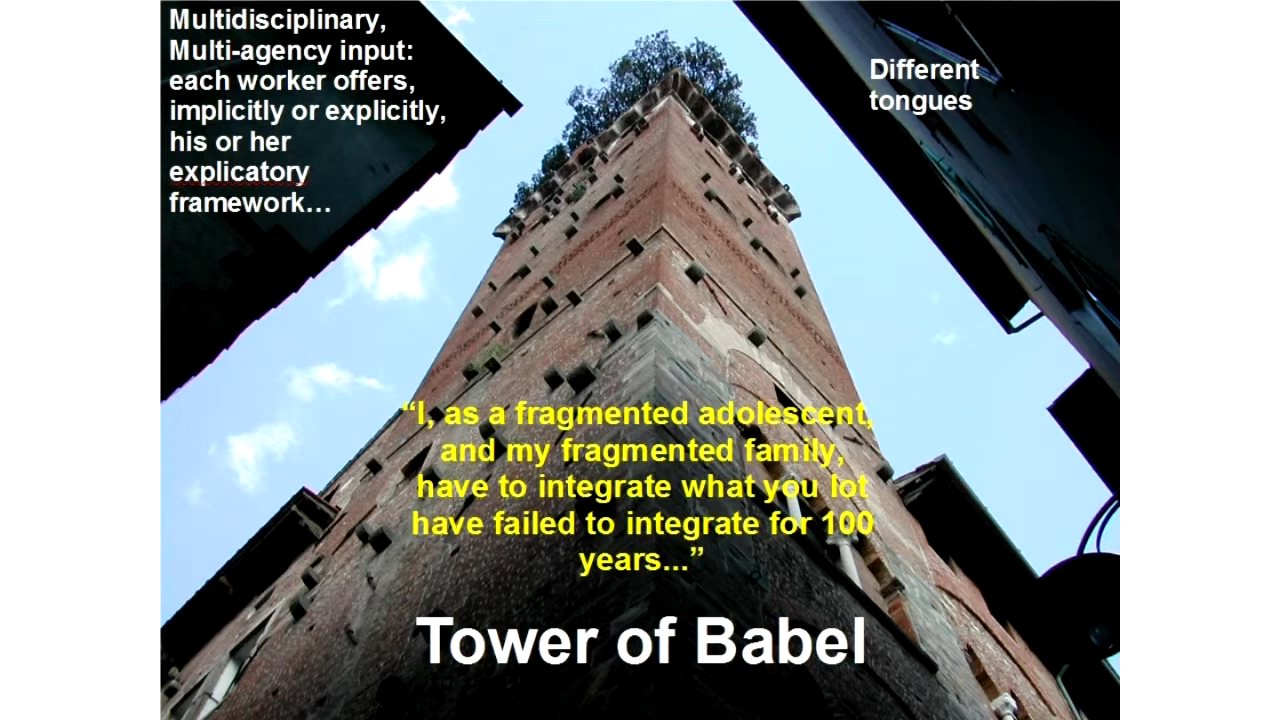 Multidisciplinary,
Multi-agency input:
each worker offers,
implicitly or explicitly,
his or her
explicatory
framework…
Different
tongues
“I, as a fragmented adolescent,
and my fragmented family,
have to integrate what you lot
have failed to integrate for 100
years...”
Tower of Babel